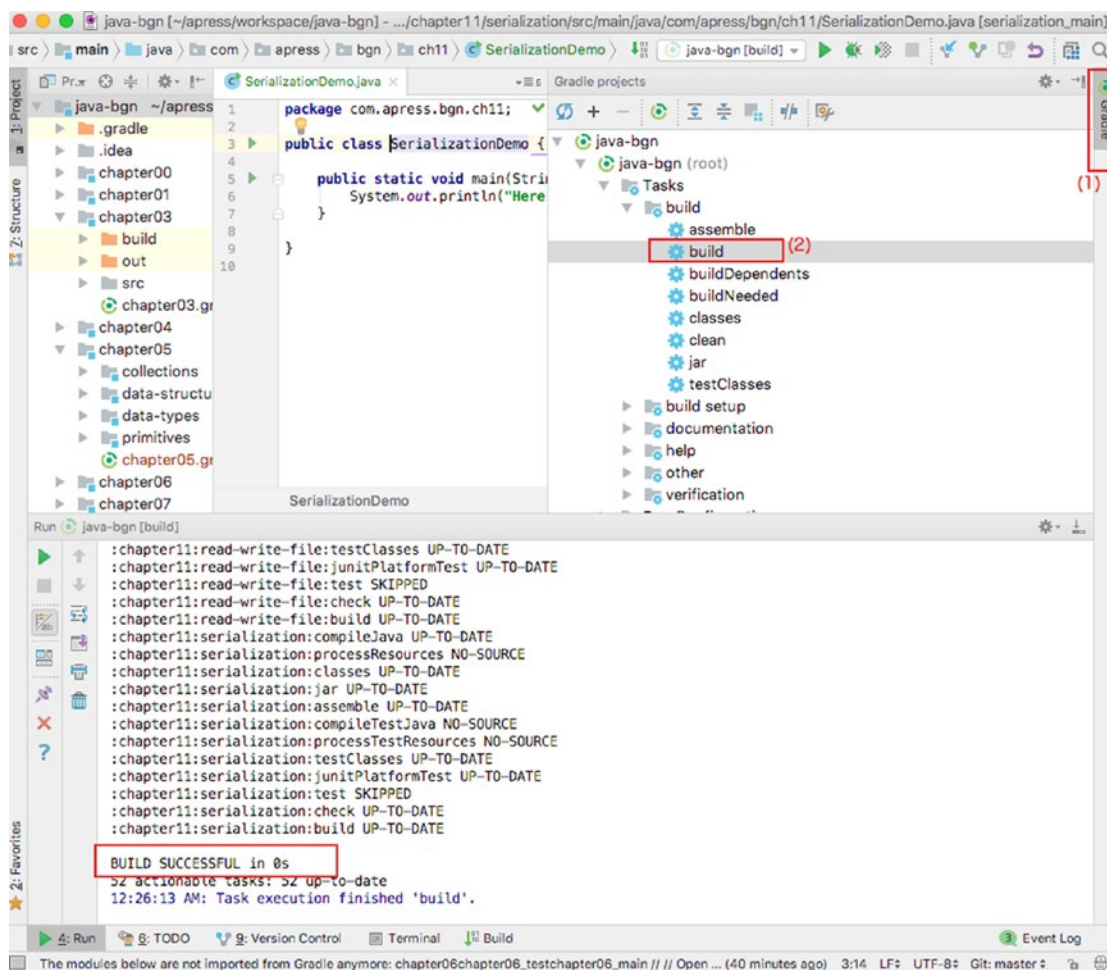 java-bgn [~/apress/workspace/java-bgn] - .../chapter11/serialization/src/main/java/com/apress/bgn/ch11/SerializationDemo.java [serialization_main]
src main java com apress bgn ch11 SerializationDemo java-bgn [build]
1: Project
Z: Structure
2: Favorites
Pr..
java-bgn ~/apress
.gradle
.idea
chapter00
chapter01
chapter03
build
out
src
chapter03.gr
chapter04
chapter05
collections
data-structu
data-types
primitives
chapter05.gr
chapter06
chapter07
SerializationDemo.java
1 package com.apress.bgn.ch11;
2
3 public class SerializationDemo {
4
5 public static void main(Stri
6 System.out.println("Here
7 }
8
9 }
10
SerializationDemo
Gradle projects
java-bgn
java-bgn (root)
Tasks
build
assemble
build
(2)
buildDependents
buildNeeded
classes
clean
jar
testClasses
build setup
documentation
help
other
verification
Gradle
(1)
Run java-bgn [build]
:chapter11:read-write-file:testClasses UP-TO-DATE
:chapter11:read-write-file:junitPlatformTest UP-TO-DATE
:chapter11:read-write-file:test SKIPPED
:chapter11:read-write-file:check UP-TO-DATE
:chapter11:read-write-file:build UP-TO-DATE
:chapter11:serialization:compileJava UP-TO-DATE
:chapter11:serialization:processResources NO-SOURCE
:chapter11:serialization:classes UP-TO-DATE
:chapter11:serialization:jar UP-TO-DATE
:chapter11:serialization:assemble UP-TO-DATE
:chapter11:serialization:compileTestJava NO-SOURCE
:chapter11:serialization:processTestResources NO-SOURCE
:chapter11:serialization:testClasses UP-TO-DATE
:chapter11:serialization:junitPlatformTest UP-TO-DATE
:chapter11:serialization:test SKIPPED
:chapter11:serialization:check UP-TO-DATE
:chapter11:serialization:build UP-TO-DATE
BUILD SUCCESSFUL in 0s
52 actionable tasks: 52 up-to-date
12:26:13 AM: Task execution finished 'build'.
4: Run 6: TODO 9: Version Control Terminal Build 3 Event Log
The modules below are not imported from Gradle anymore: chapter06chapter06_testchapter06_main // // Open ... (40 minutes ago) 3:14 LF UTF-8 Git: master